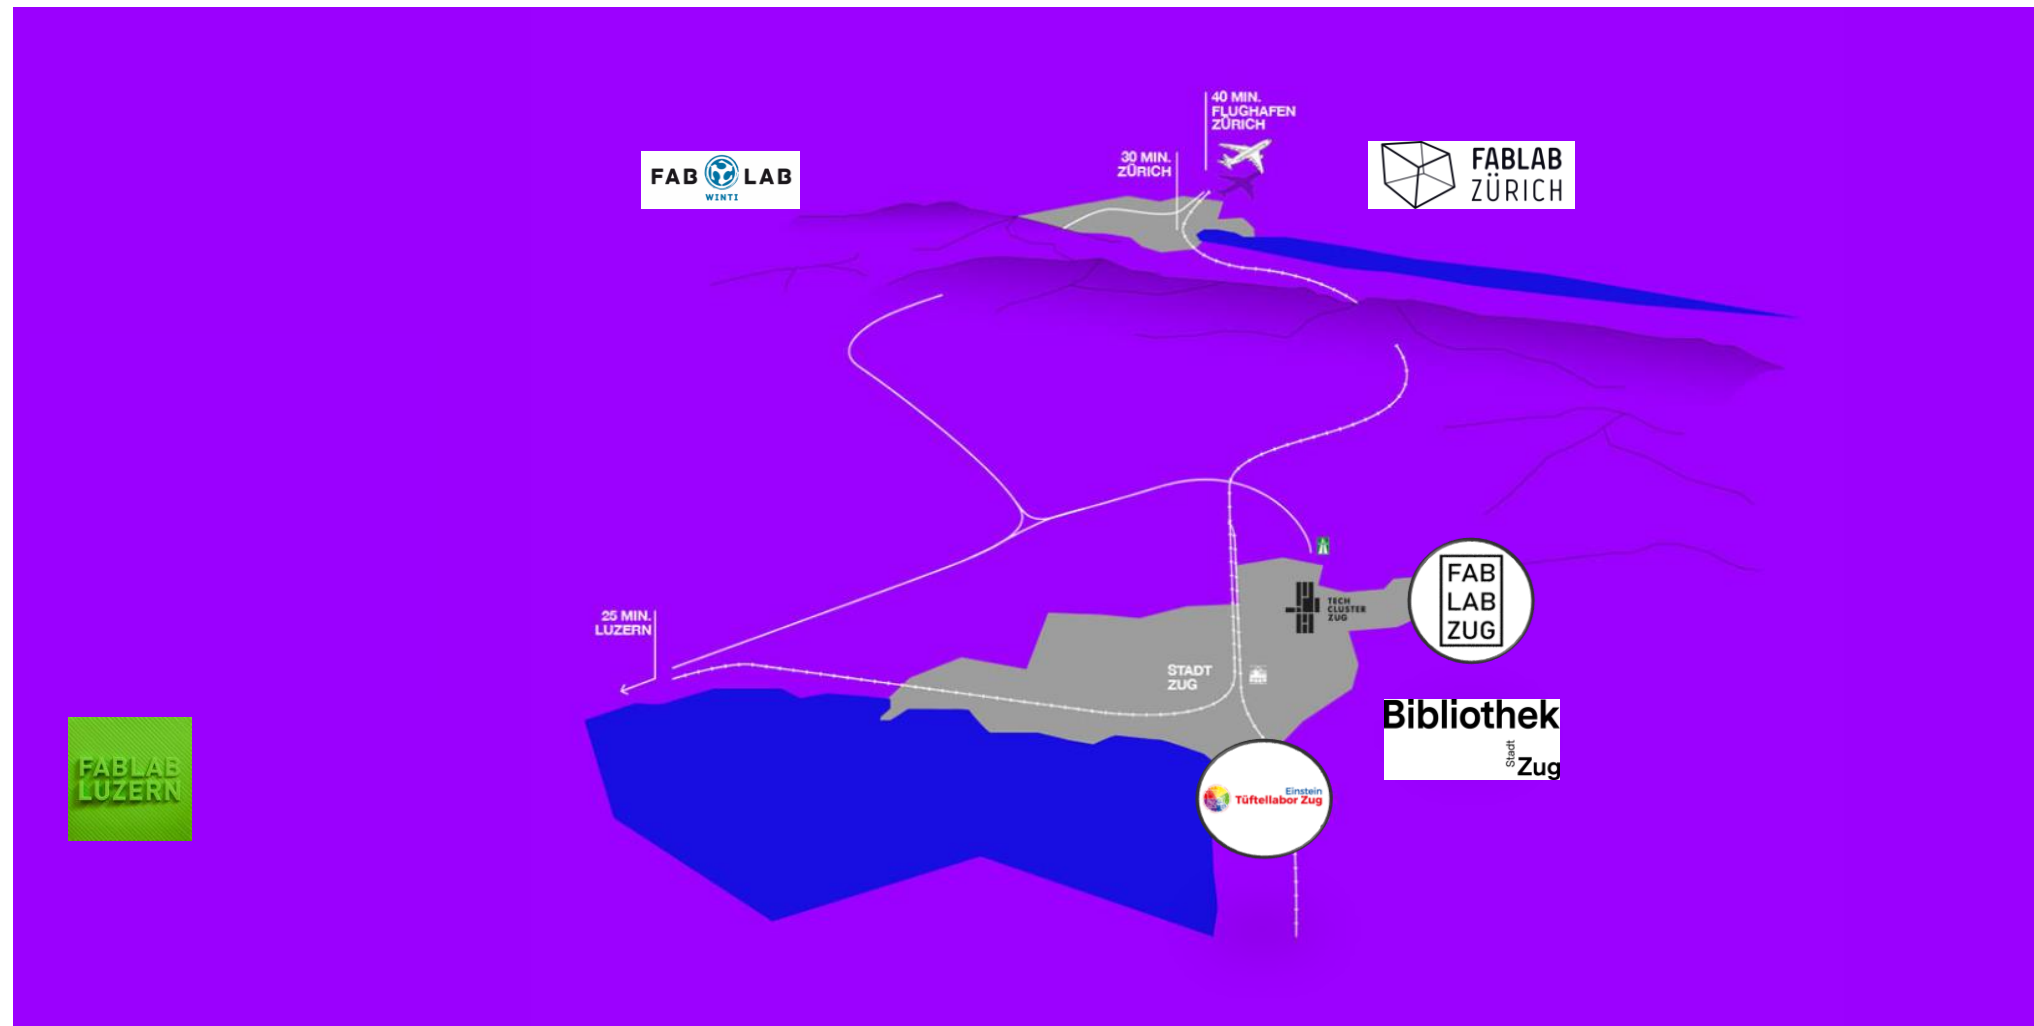 40 MIN.
FLUGHAFEN
ZÜRICH
30 MIN.
ZÜRICH
FAB LAB
WINTI
FABLAB
ZÜRICH
FAB
LAB
ZUG
TECH
CLUSTER
ZUG
25 MIN.
LUZERN
STADT
ZUG
Bibliothek
Stadt
Zug
FABLAB
LUZERN
Einstein
Tüftellabor Zug